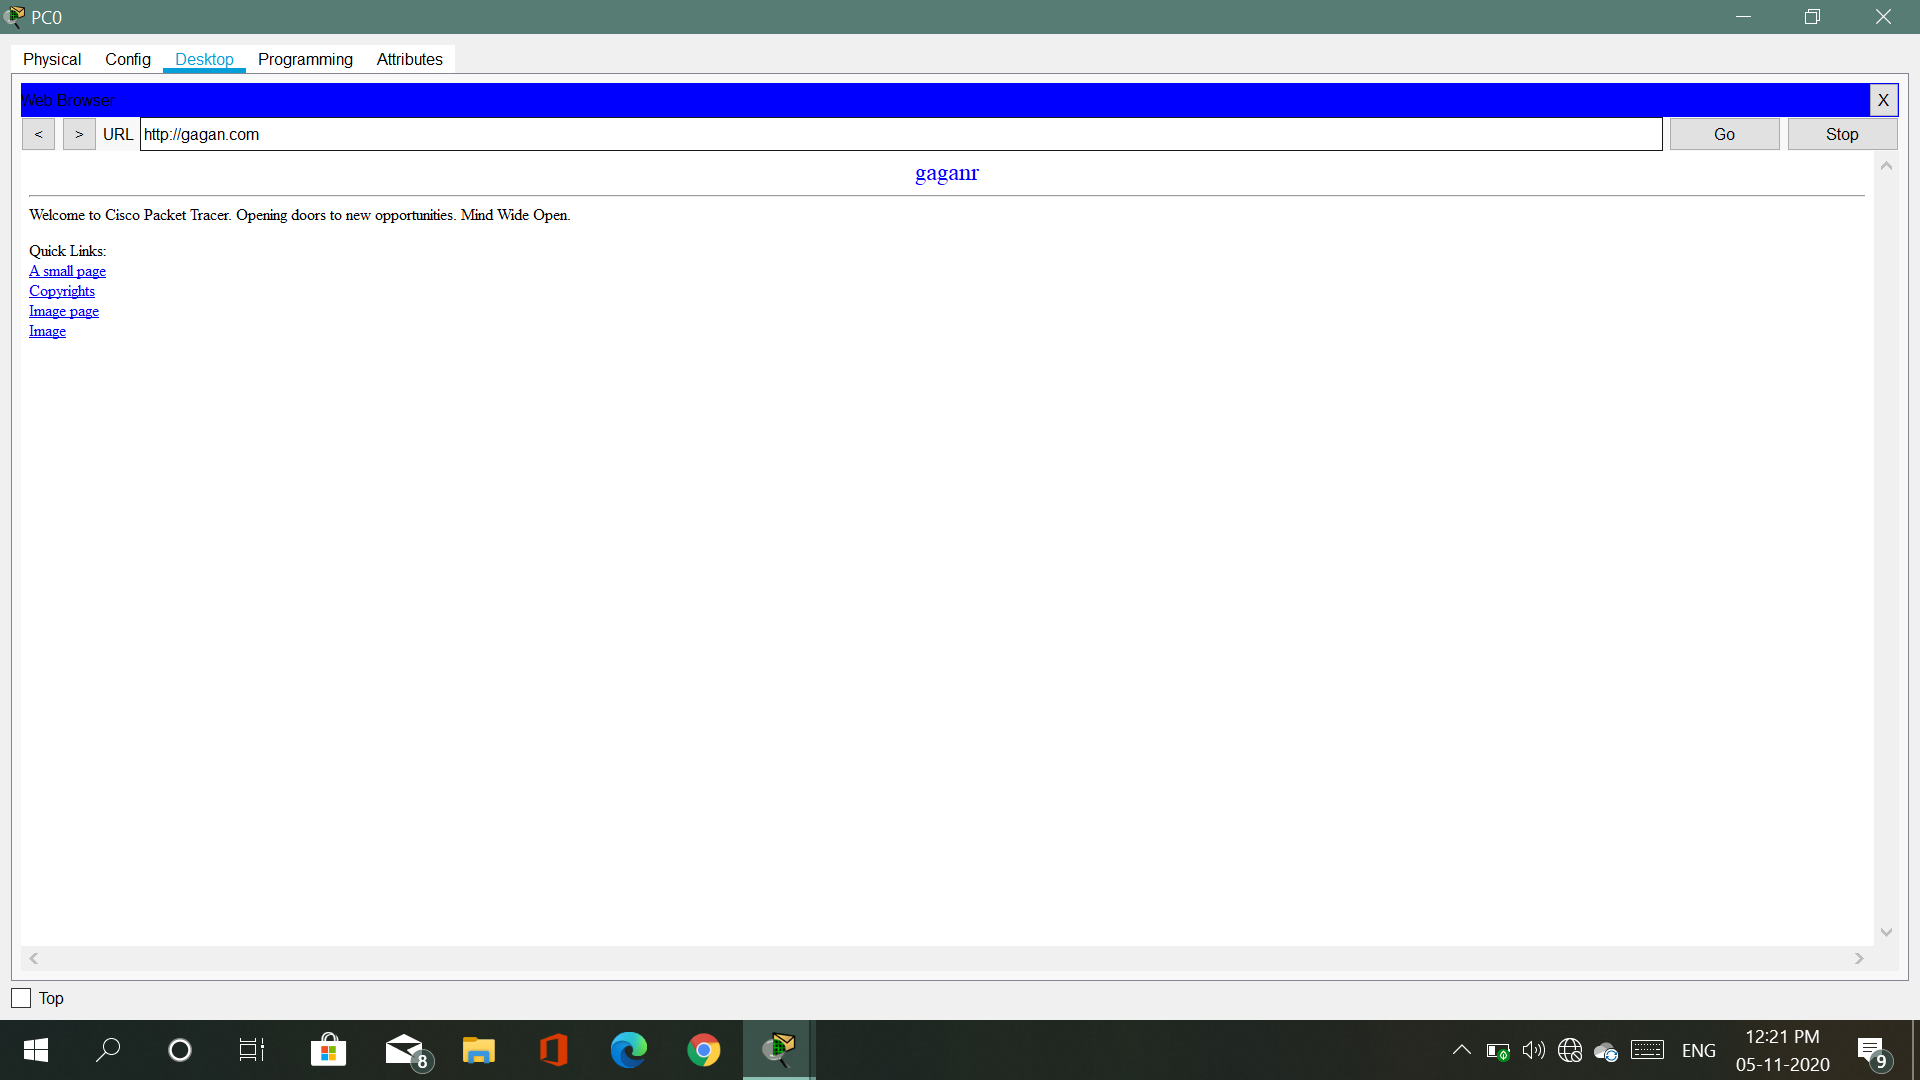 PC0
Physical Config Desktop Programming Attributes
Web Browser
X
< > URL http://gagan.com Go Stop
gaganr
Welcome to Cisco Packet Tracer. Opening doors to new opportunities. Mind Wide Open.
Quick Links:
A small page
Copyrights
Image page
Image
Top
8
ENG
12:21 PM
05-11-2020
9